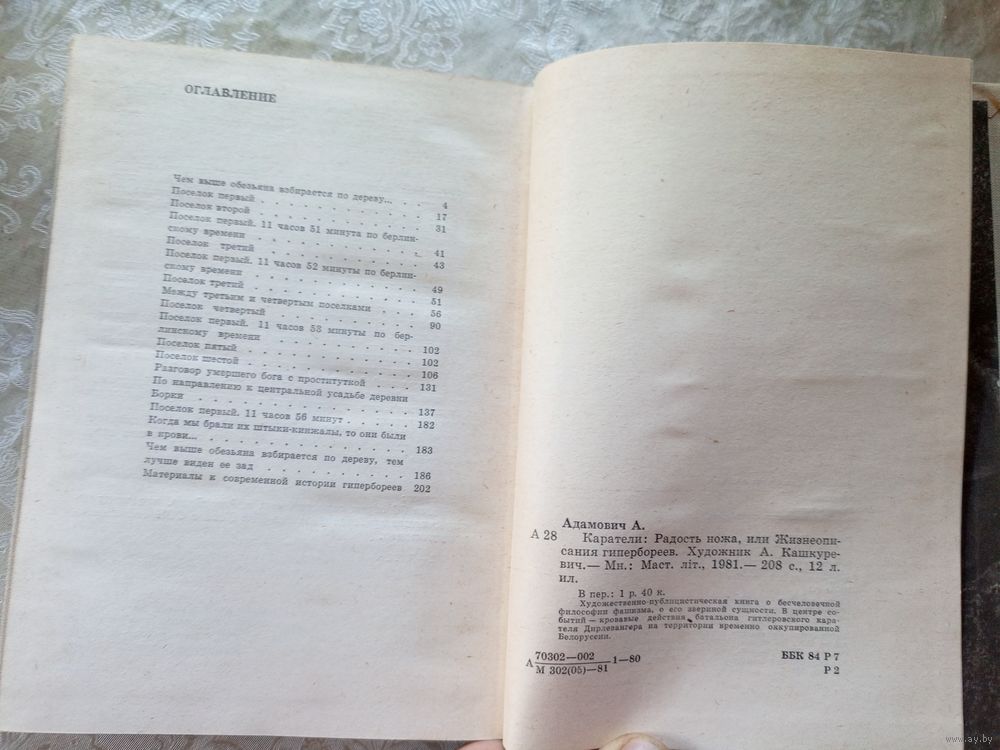 ОГЛАВЛЕНИЕ
Чем выше обезьяна взбирается по дереву... . . 4
Поселок первый . . . . . . . . . . 17
Поселок второй . . . . . . . . . . 31
Поселок первый. 11 часов 51 минута по берлин-
скому времени . . . . . . . . . . 41
Поселок третий . . . . . . . . . . 43
Поселок первый. 11 часов 52 минуты по берлин-
скому времени . . . . . . . . . . 49
Поселок третий . . . . . . . . . . 51
Между третьим и четвертым поселками . . . . 56
Поселок четвертый . . . . . . . . . 90
Поселок первый. 11 часов 53 минуты по бер-
линскому времени . . . . . . . . . 102
Поселок пятый . . . . . . . . . . 102
Поселок шестой . . . . . . . . . . 106
Разговор умершего бога с проституткой . . . . 131
По направлению к центральной усадьбе деревни
Борки . . . . . . . . . . . . . 137
Поселок первый. 11 часов 56 минут . . . . . 182
Когда мы брали их штыки-кинжалы, то они были
в крови... . . . . . . . . . . . . 183
Чем выше обезьяна взбирается по дереву, тем
лучше виден ее зад . . . . . . . . . 186
Материалы к современной истории гипербореев 202
Адамович А.
А 28 Каратели: Радость ножа, или Жизнеопи-
сания гипербореев. Художник А. Кашкуре-
вич.— Мн.: Маст. літ., 1981.— 208 с., 12 л.
ил.
В пер.: 1 р. 40 к.
Художественно-публицистическая книга о бесчеловечной
философии фашизма, о его звериной сущности. В центре со-
бытий — кровавые действия батальона гитлеровского кара-
теля Дирлевангера на территории временно оккупированной
Белоруссии.
А 70302—002 1—80 ББК 84 Р 7
М 302(05)—81 Р 2
www.ay.by